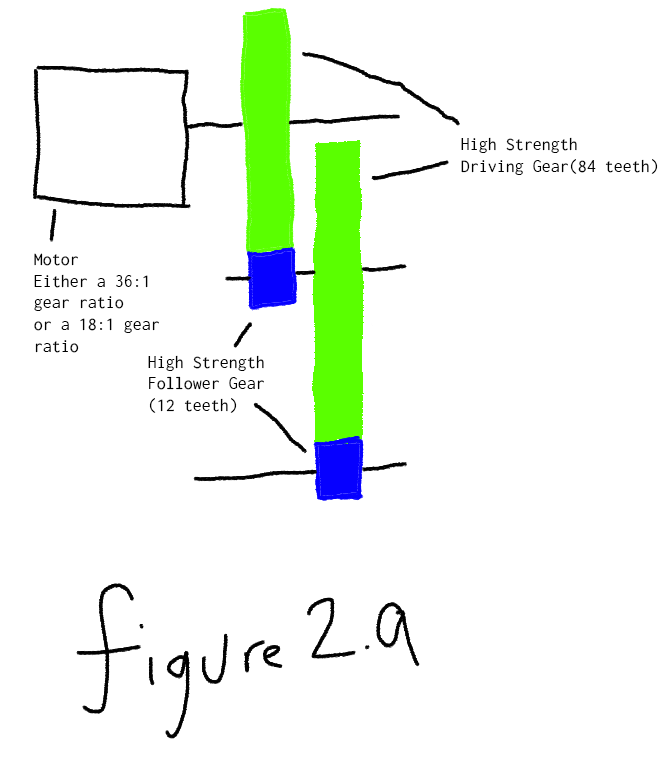 High Strength
Driving Gear(84 teeth)
Motor
Either a 36:1
gear ratio
or a 18:1 gear
ratio
High Strength
Follower Gear
(12 teeth)
figure 2.a